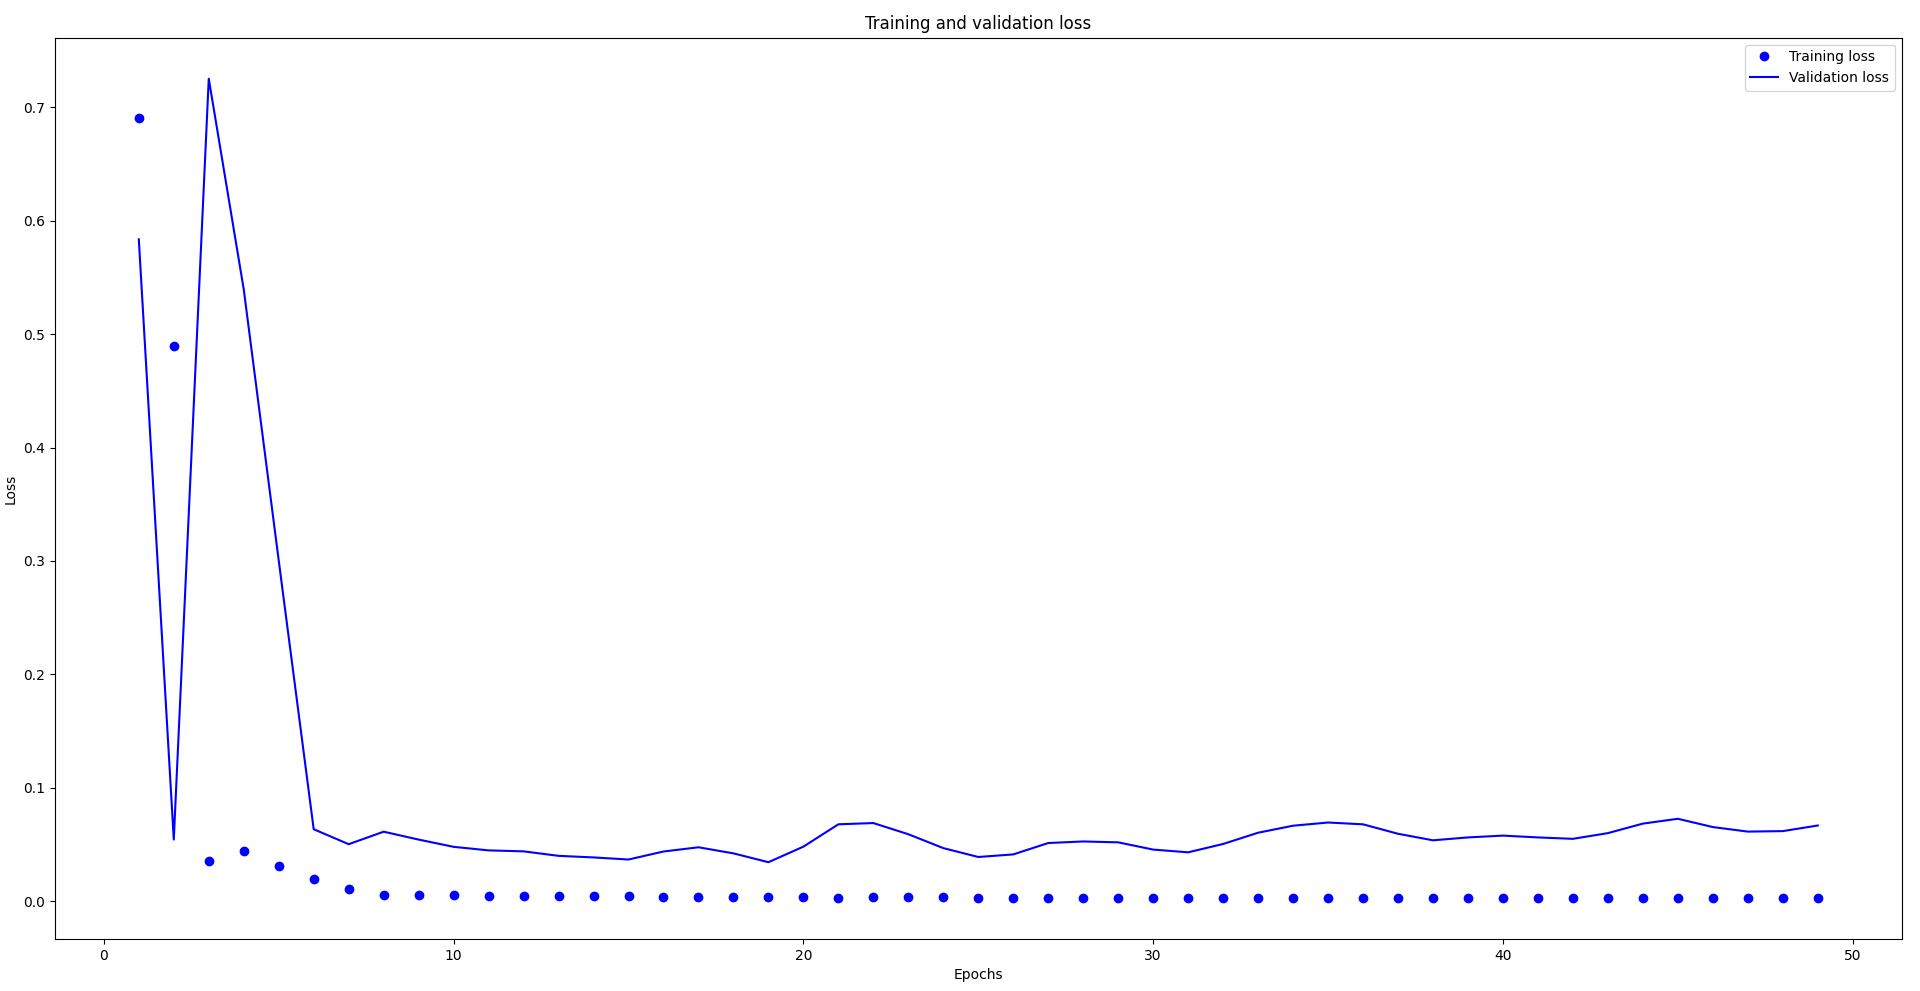 Training and validation loss
Training loss
Validation loss
0.7
0.6
0.5
0.4
0.3
0.2
0.1
0.0
Loss
0 10 20 30 40 50
Epochs